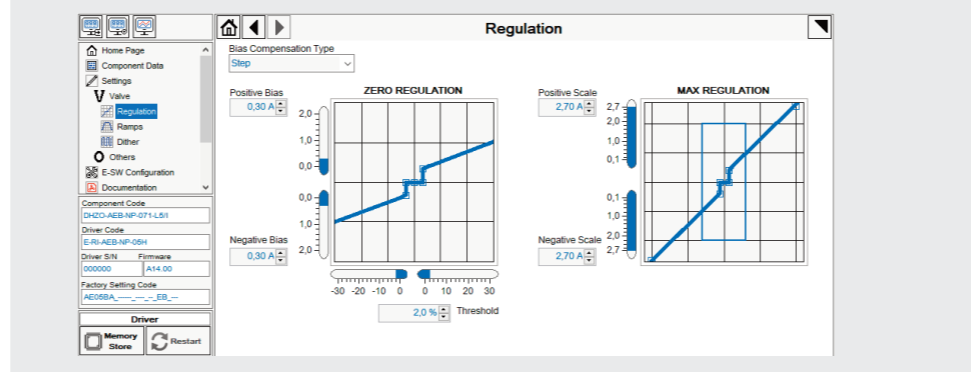 Regulation
Home Page
Component Data
Settings
Valve
Regulation
Ramps
Dither
Others
E-SW Configuration
Documentation
Component Code
DHZO-AEB-NP-071-L5/I
Driver Code
E-RI-AEB-NP-05H
Driver S/N Firmware
000000 A14.00
Factory Setting Code
AE05BA_----_--_-_EB_--
Driver
Memory Store
Restart
Bias Compensation Type
Step
Positive Bias
0,30 A
ZERO REGULATION
2,0
1,0
0,0
0,0
1,0
2,0
Negative Bias
0,30 A
-30 -20 -10 0 0 10 20 30
2,0 % Threshold
Positive Scale
2,70 A
MAX REGULATION
2,7
2,0
1,0
0,1
0,1
1,0
2,0
2,7
Negative Scale
2,70 A